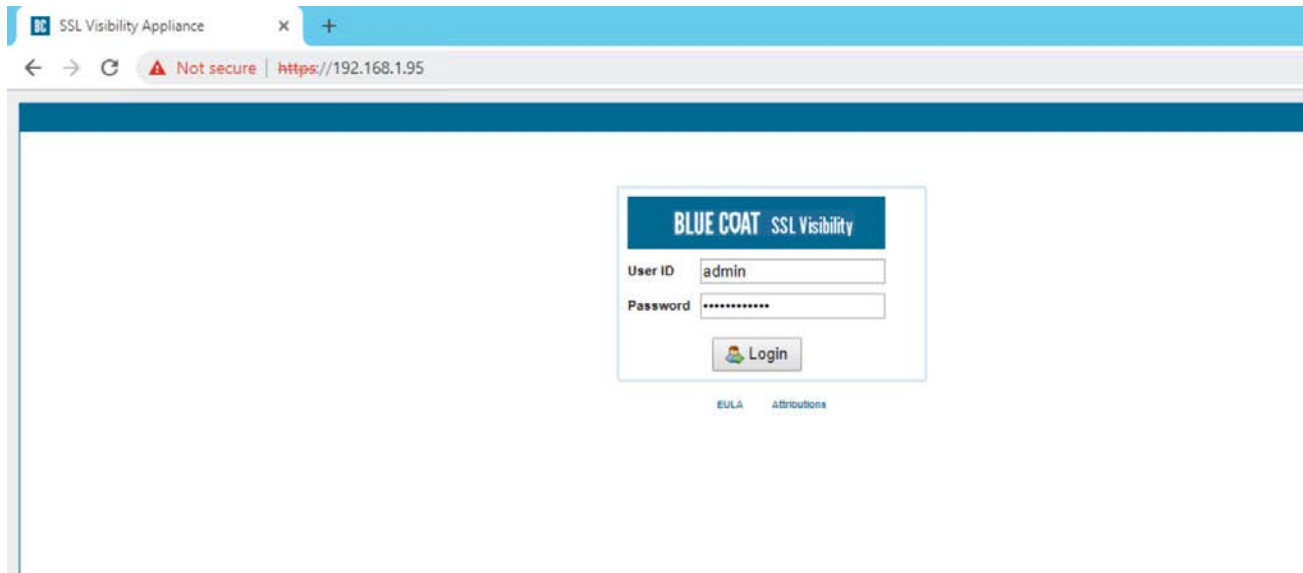 BC SSL Visibility Appliance
Not secure | https://192.168.1.95
BLUE COAT SSL Visibility
User ID admin
Password ••••••••••••
Login
EULA Attributions